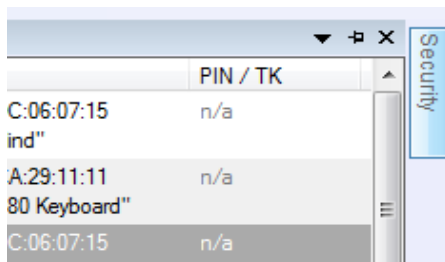 PIN / TK
C:06:07:15 n/a
ind"
A:29:11:11 n/a
80 Keyboard"
C:06:07:15 n/a
Security